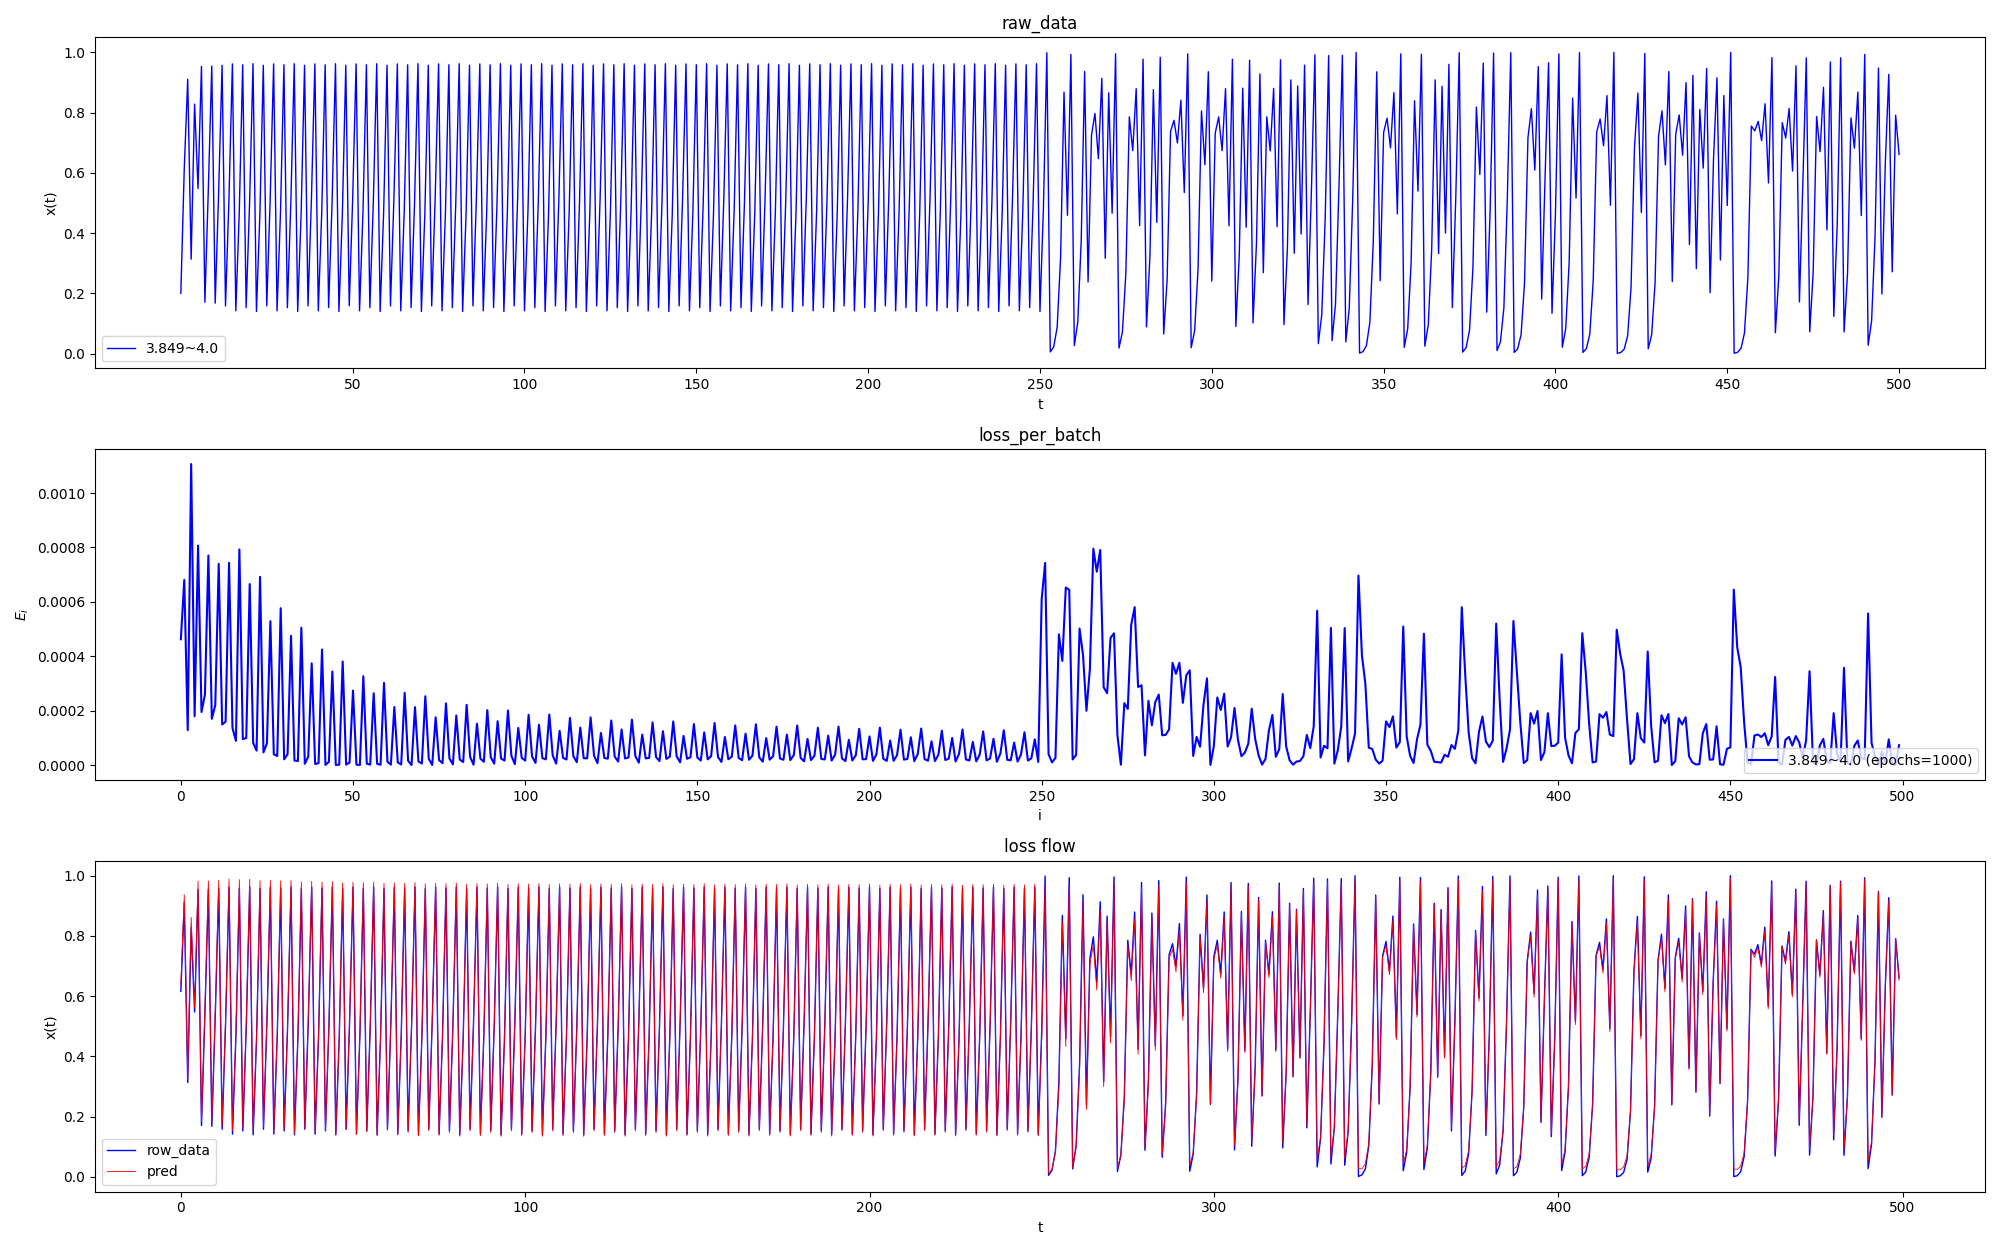 raw_data
1.0
0.8
0.6
0.4
0.2
0.0
x(t)
3.849~4.0
50 100 150 200 250 300 350 400 450 500
t
loss_per_batch
0.0010
0.0008
0.0006
0.0004
0.0002
0.0000
E_i
3.849~4.0 (epochs=1000)
0 50 100 150 200 250 300 350 400 450 500
i
loss flow
1.0
0.8
0.6
0.4
0.2
0.0
x(t)
row_data
pred
0 100 200 300 400 500
t